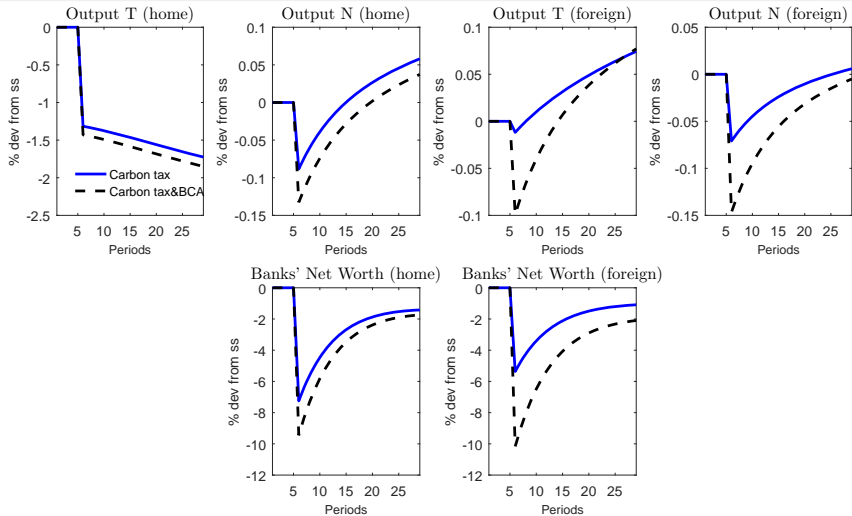 Output T (home)
0
-0.5
-1
-1.5
-2
-2.5
% dev from ss
Carbon tax
Carbon tax&BCA
5 10 15 20 25
Periods
Output N (home)
0.1
0.05
0
-0.05
-0.1
-0.15
% dev from ss
5 10 15 20 25
Periods
Output T (foreign)
0.1
0.05
0
-0.05
-0.1
% dev from ss
5 10 15 20 25
Periods
Output N (foreign)
0.05
0
-0.05
-0.1
-0.15
% dev from ss
5 10 15 20 25
Periods
Banks' Net Worth (home)
0
-2
-4
-6
-8
-10
-12
% dev from ss
5 10 15 20 25
Periods
Banks' Net Worth (foreign)
0
-2
-4
-6
-8
-10
-12
% dev from ss
5 10 15 20 25
Periods